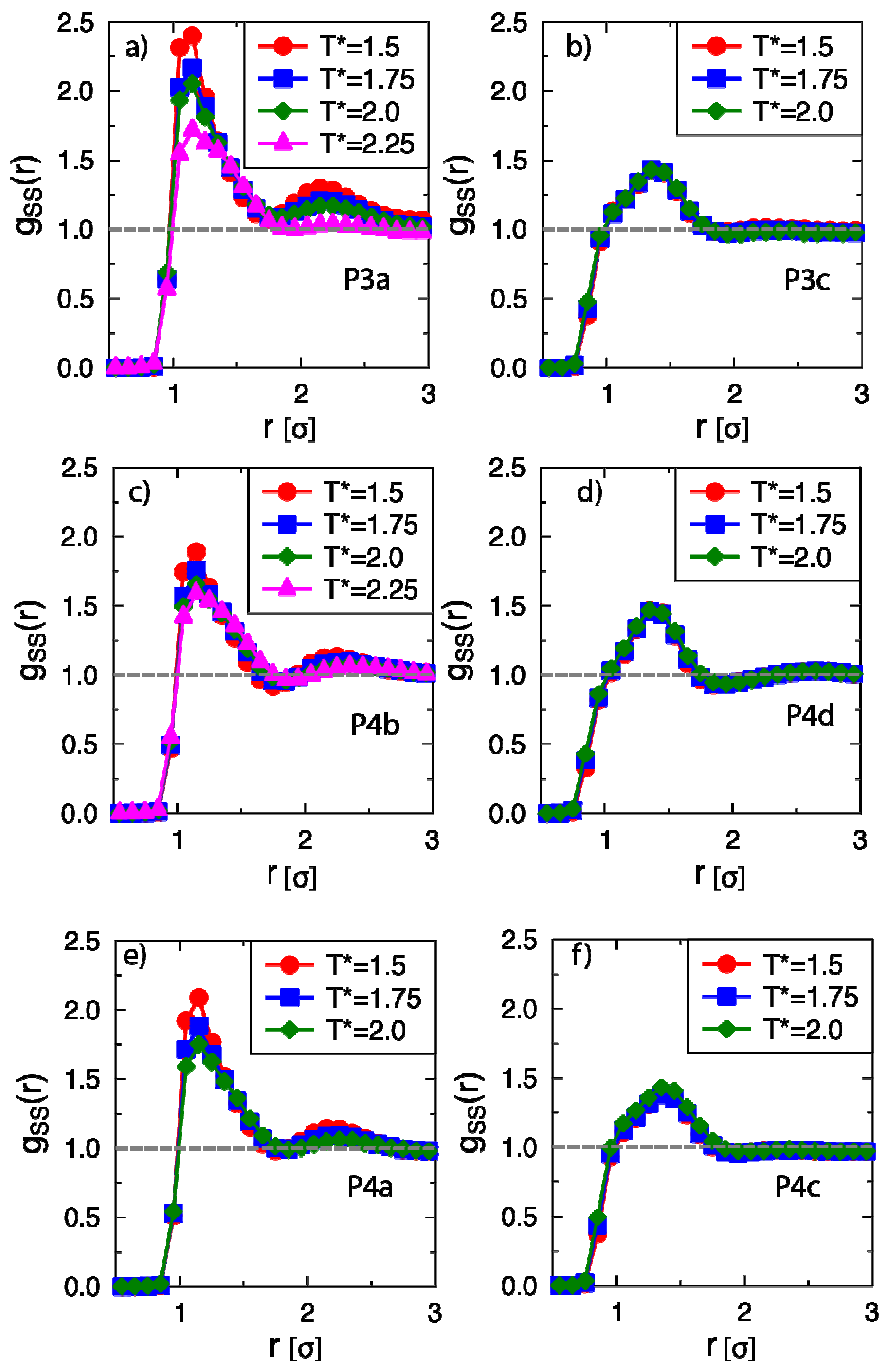 a)
T*=1.5
T*=1.75
T*=2.0
T*=2.25
P3a
2.5
2.0
1.5
1.0
0.5
0.0
gSS(r)
1 2 3
r [σ]
b)
T*=1.5
T*=1.75
T*=2.0
P3c
2.5
2.0
1.5
1.0
0.5
0.0
gSS(r)
1 2 3
r [σ]
c)
T*=1.5
T*=1.75
T*=2.0
T*=2.25
P4b
2.5
2.0
1.5
1.0
0.5
0.0
gSS(r)
1 2 3
r [σ]
d)
T*=1.5
T*=1.75
T*=2.0
P4d
2.5
2.0
1.5
1.0
0.5
0.0
gSS(r)
1 2 3
r [σ]
e)
T*=1.5
T*=1.75
T*=2.0
P4a
2.5
2.0
1.5
1.0
0.5
0.0
gSS(r)
1 2 3
r [σ]
f)
T*=1.5
T*=1.75
T*=2.0
P4c
2.5
2.0
1.5
1.0
0.5
0.0
gSS(r)
1 2 3
r [σ]